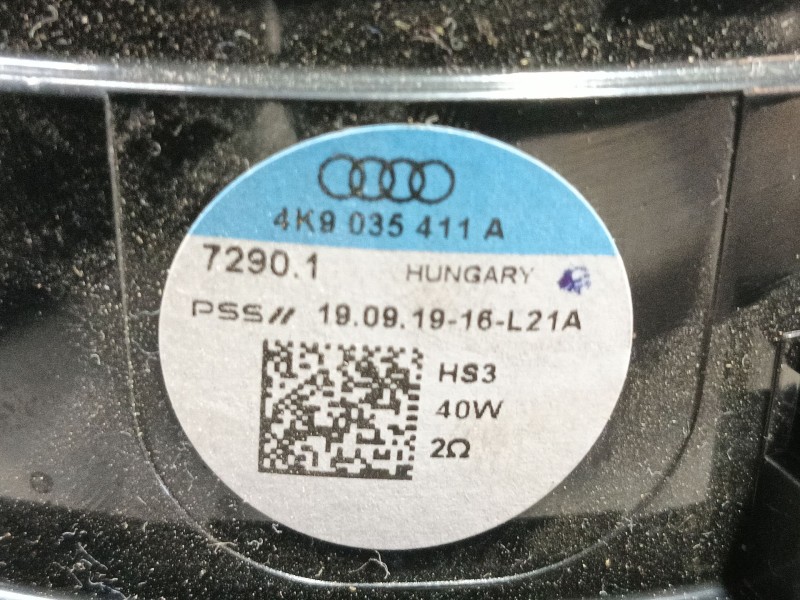 4K9 035 411 A
7290.1 HUNGARY
PSS// 19.09.19-16-L21A
HS3
40W
2Ω